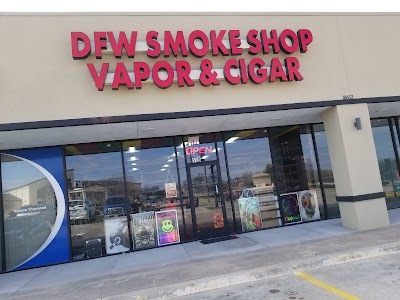 DFW SMOKE SHOP
VAPOR & CIGAR
OPEN